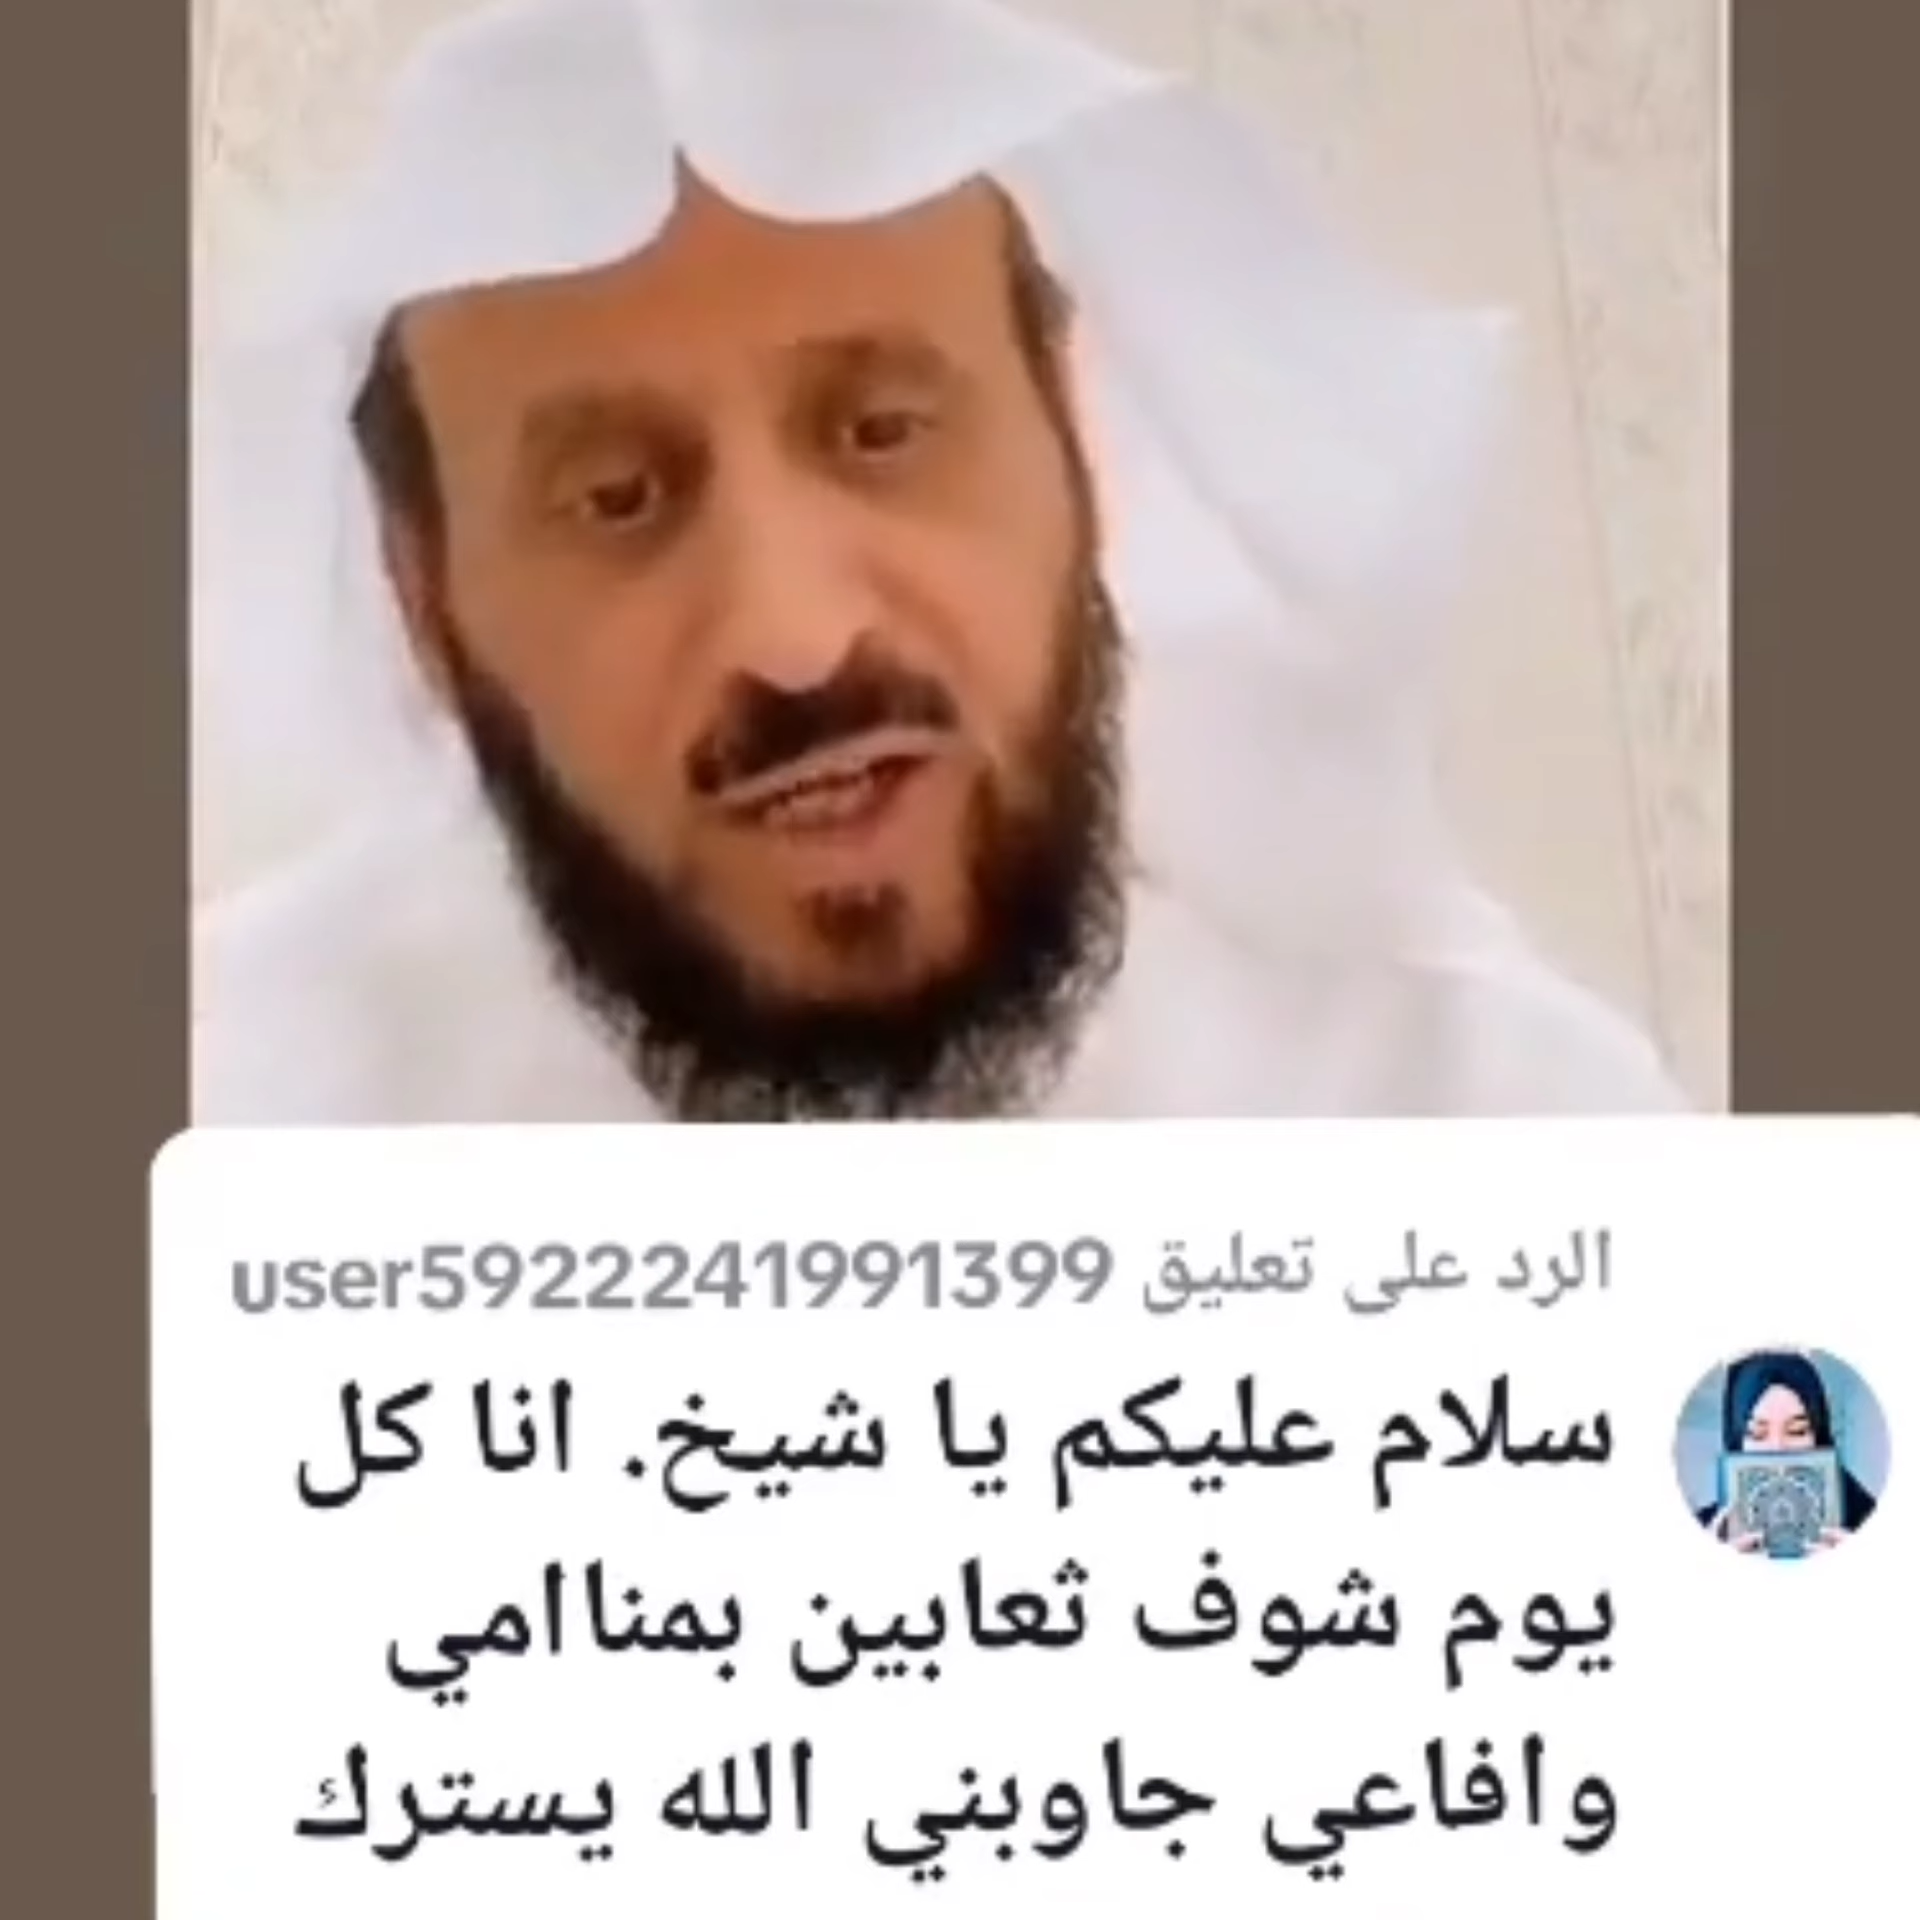 الرد على تعليق user5922241991399
سلام عليكم يا شيخ. انا كل
يوم شوف ثعابين بمناامي
وافاعي جاوبني الله يسترك